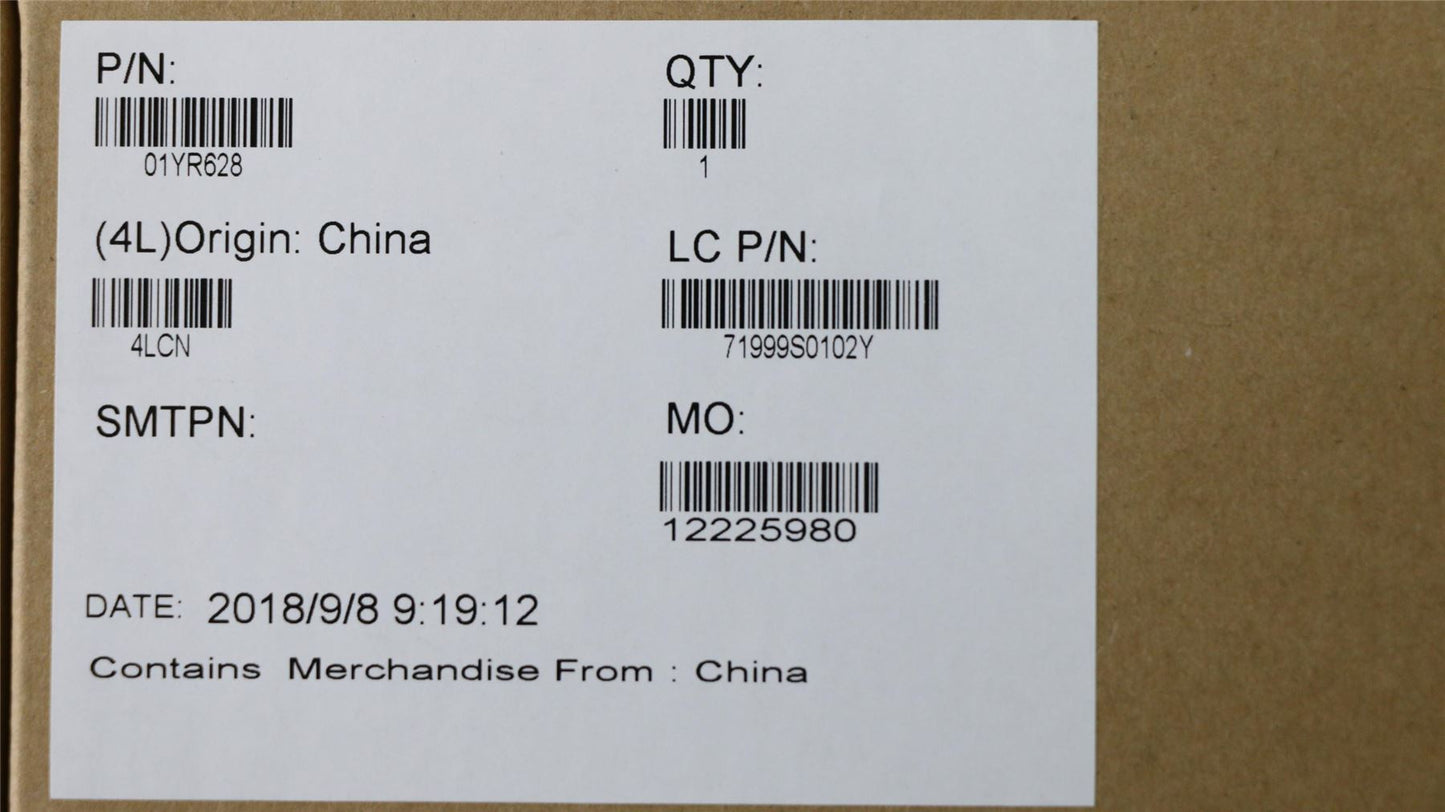 P/N:
01YR628
QTY:
1
(4L)Origin: China
4LCN
LC P/N:
71999S0102Y
SMTPN:
MO:
12225980
DATE: 2018/9/8 9:19:12
Contains Merchandise From : China